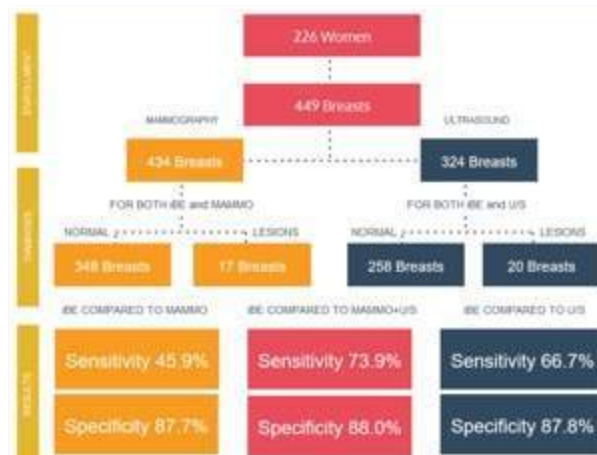 ENROLLMENT
226 Women
449 Breasts
MAMMOGRAPHY
ULTRASOUND
434 Breasts
324 Breasts
DIAGNOSIS
FOR BOTH iBE and MAMMO
FOR BOTH iBE and U/S
NORMAL
LESIONS
NORMAL
LESIONS
348 Breasts
17 Breasts
258 Breasts
20 Breasts
RESULTS
iBE COMPARED TO MAMMO
iBE COMPARED TO MAMMO+U/S
iBE COMPARED TO U/S
Sensitivity 45.9%
Sensitivity 73.9%
Sensitivity 66.7%
Specificity 87.7%
Specificity 88.0%
Specificity 87.8%